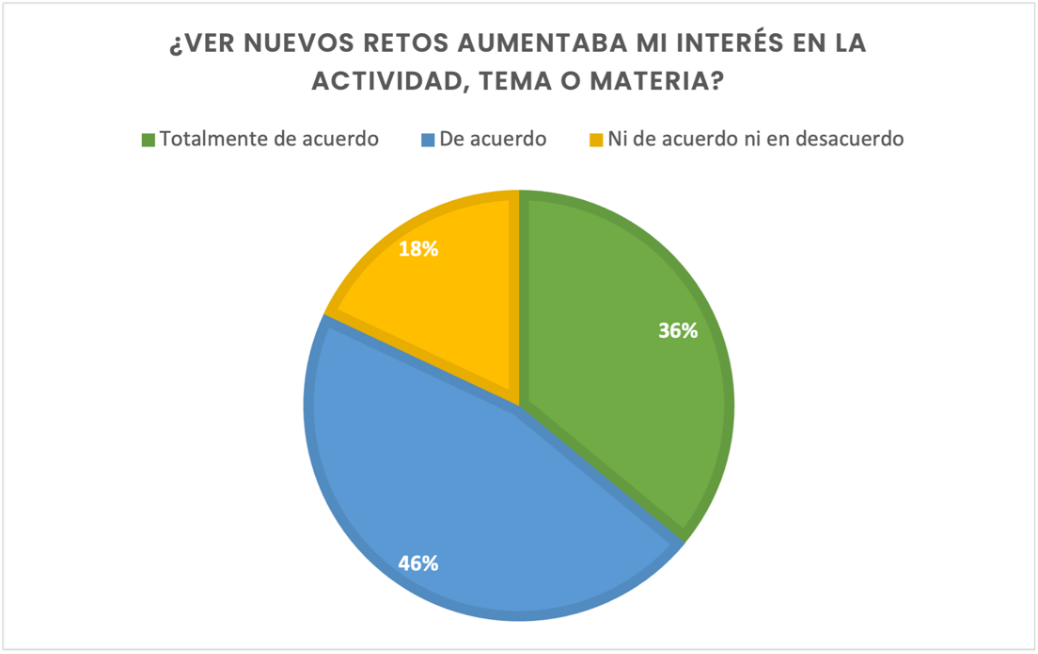 ¿VER NUEVOS RETOS AUMENTABA MI INTERÉS EN LA
ACTIVIDAD, TEMA O MATERIA?
Totalmente de acuerdo De acuerdo Ni de acuerdo ni en desacuerdo
18%
36%
46%